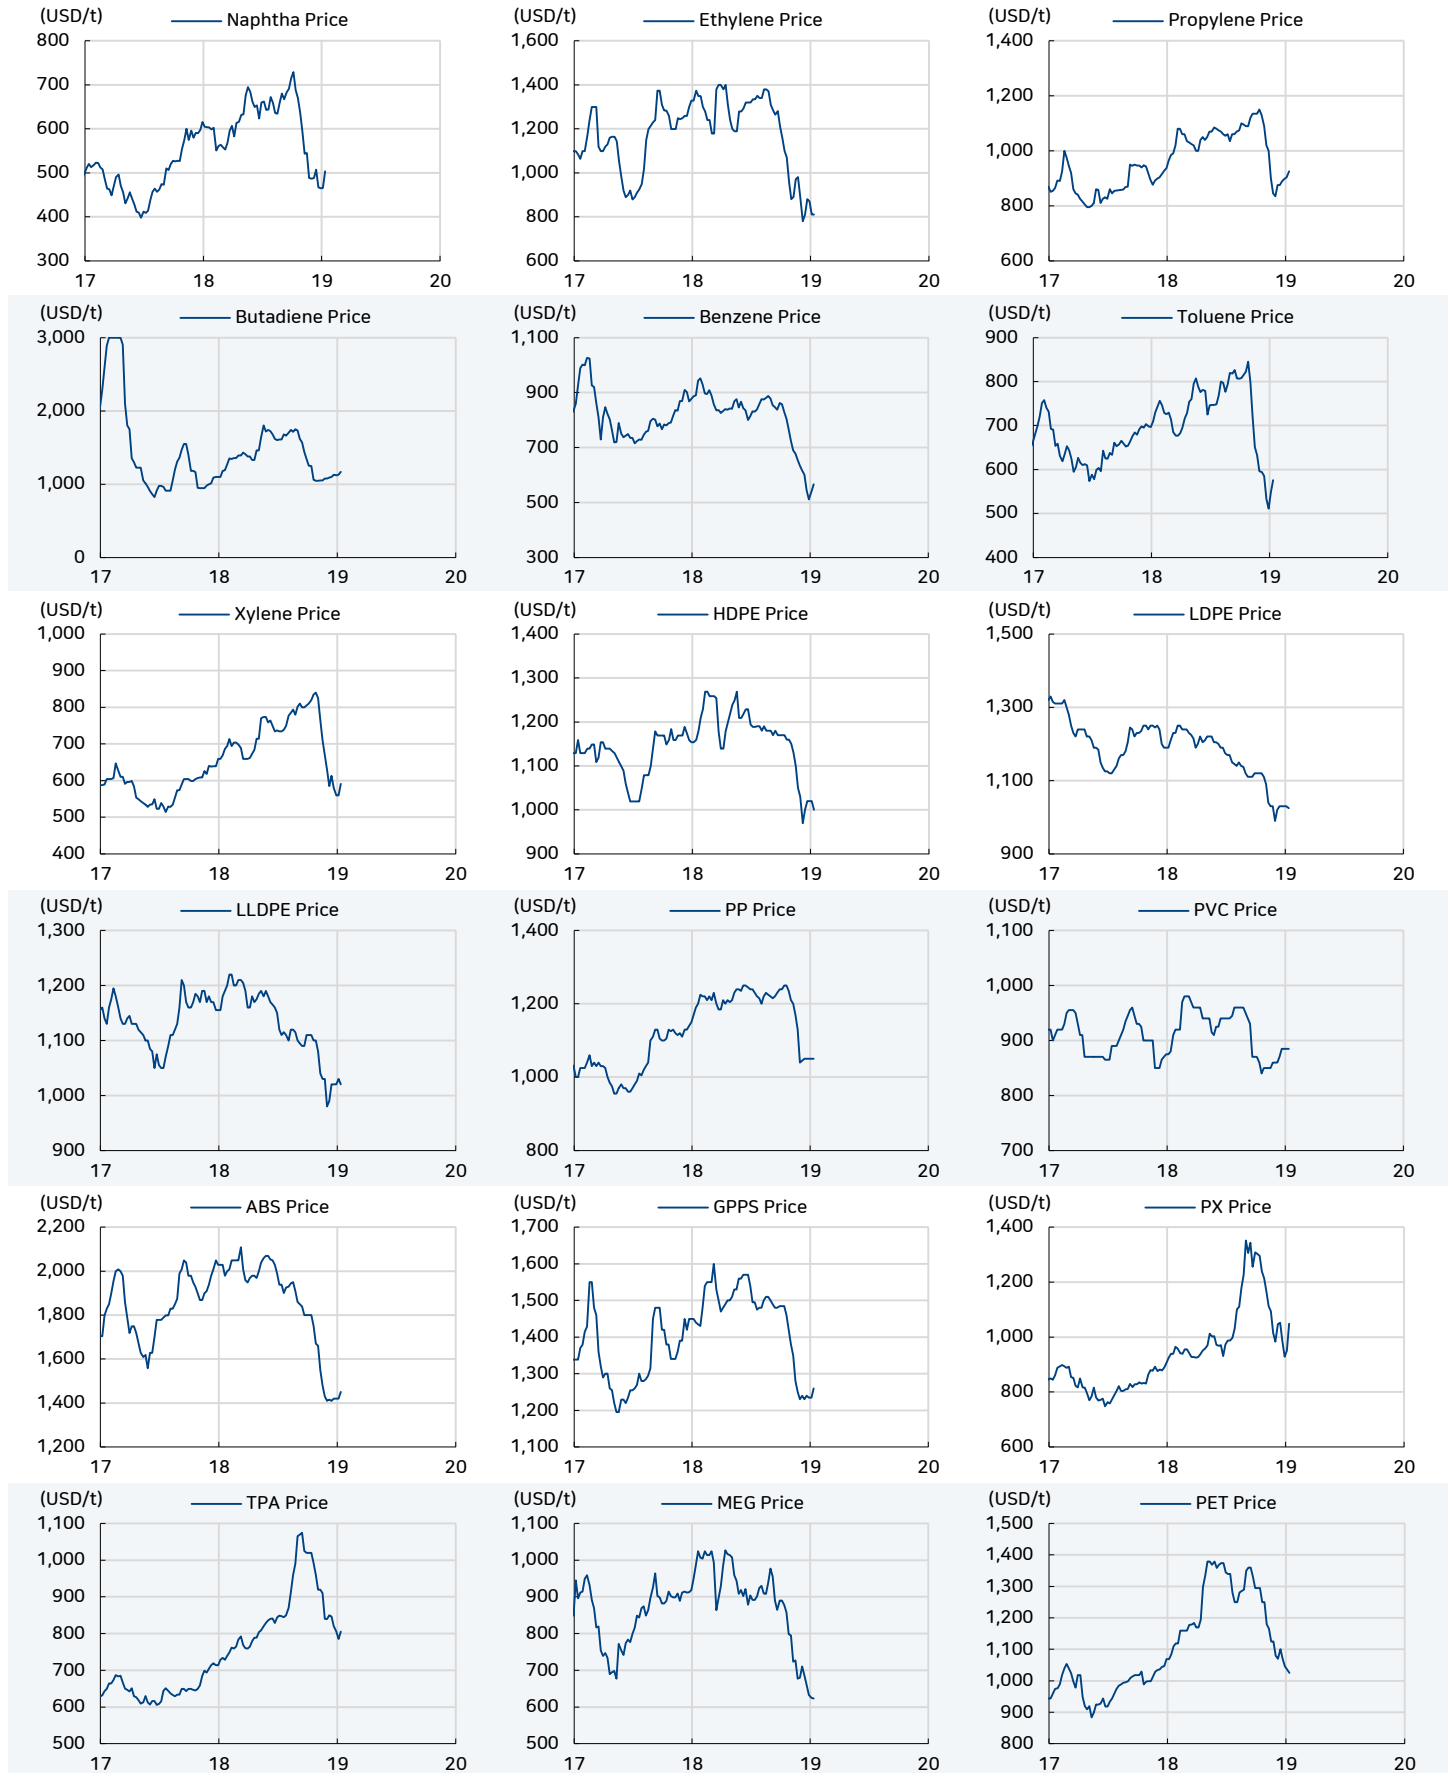 (USD/t) Naphtha Price
800
700
600
500
400
300
17 18 19 20
(USD/t) Ethylene Price
1,600
1,400
1,200
1,000
800
600
17 18 19 20
(USD/t) Propylene Price
1,400
1,200
1,000
800
600
17 18 19 20
(USD/t) Butadiene Price
3,000
2,000
1,000
0
17 18 19 20
(USD/t) Benzene Price
1,100
900
700
500
300
17 18 19 20
(USD/t) Toluene Price
900
800
700
600
500
400
17 18 19 20
(USD/t) Xylene Price
1,000
900
800
700
600
500
400
17 18 19 20
(USD/t) HDPE Price
1,400
1,300
1,200
1,100
1,000
900
17 18 19 20
(USD/t) LDPE Price
1,500
1,300
1,100
900
17 18 19 20
(USD/t) LLDPE Price
1,300
1,200
1,100
1,000
900
17 18 19 20
(USD/t) PP Price
1,400
1,200
1,000
800
17 18 19 20
(USD/t) PVC Price
1,100
1,000
900
800
700
17 18 19 20
(USD/t) ABS Price
2,200
2,000
1,800
1,600
1,400
1,200
17 18 19 20
(USD/t) GPPS Price
1,700
1,600
1,500
1,400
1,300
1,200
1,100
17 18 19 20
(USD/t) PX Price
1,400
1,200
1,000
800
600
17 18 19 20
(USD/t) TPA Price
1,100
1,000
900
800
700
600
500
17 18 19 20
(USD/t) MEG Price
1,100
1,000
900
800
700
600
500
17 18 19 20
(USD/t) PET Price
1,500
1,400
1,300
1,200
1,100
1,000
900
800
17 18 19 20